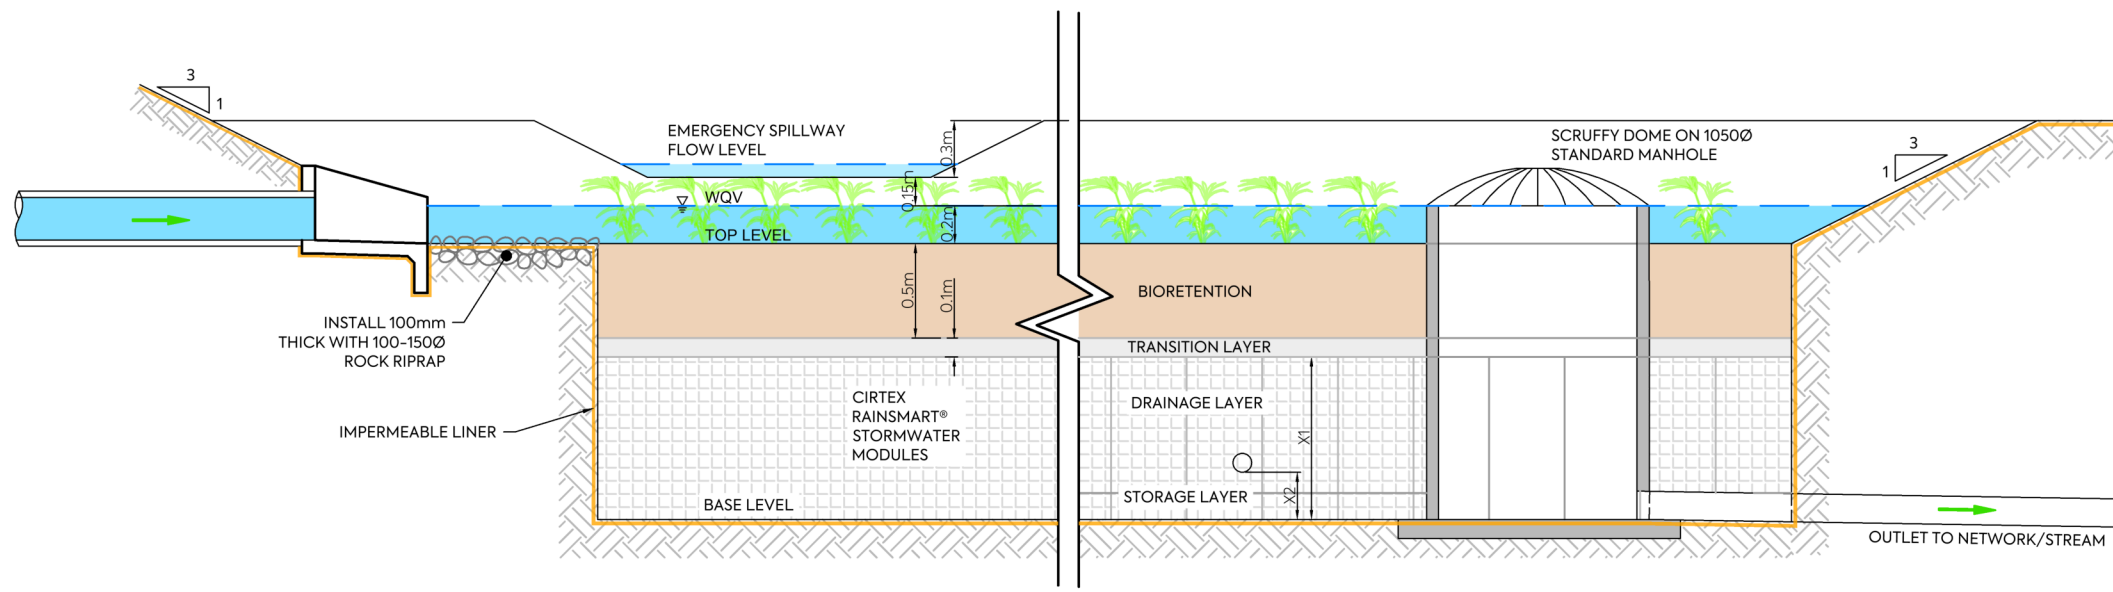 3
1
EMERGENCY SPILLWAY
FLOW LEVEL
0.3m
SCRUFFY DOME ON 1050Ø
STANDARD MANHOLE
3
1
WQV
0.15m
0.2m
TOP LEVEL
INSTALL 100mm
THICK WITH 100-150Ø
ROCK RIPRAP
0.5m
0.1m
BIORETENTION
TRANSITION LAYER
CIRTEX
RAINSMART®
STORMWATER
MODULES
DRAINAGE LAYER
X1
IMPERMEABLE LINER
STORAGE LAYER
X2
BASE LEVEL
OUTLET TO NETWORK/STREAM